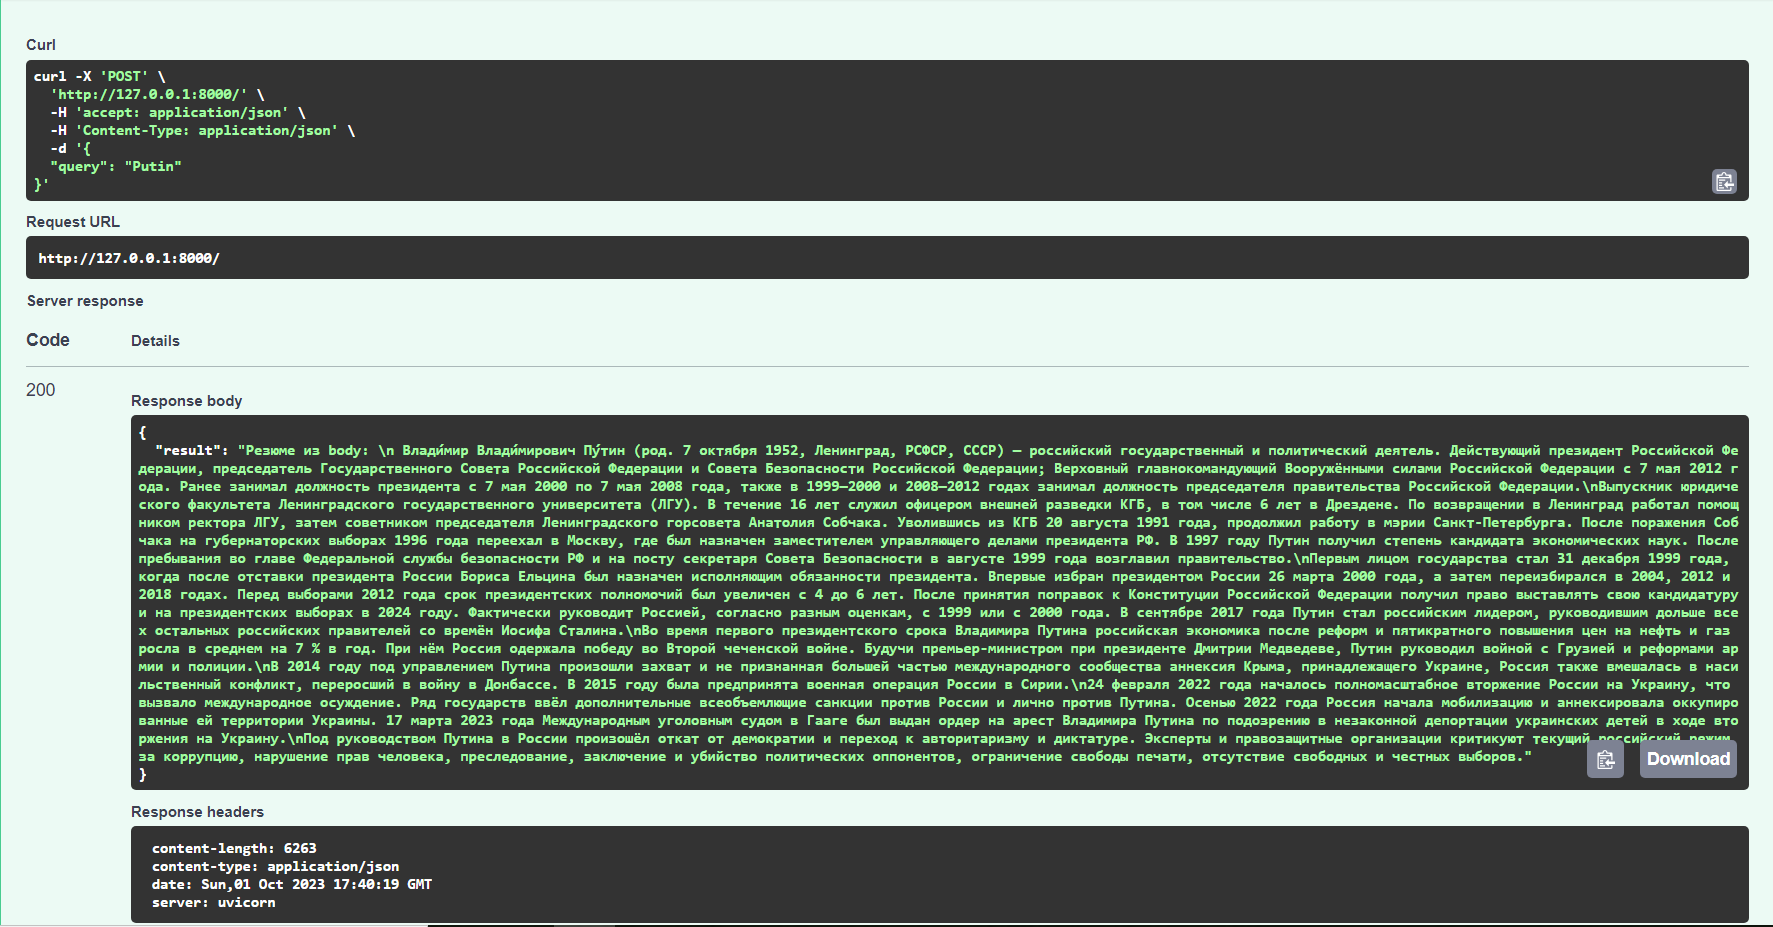 Curl
curl -X 'POST' \
'http://127.0.0.1:8000/' \
-H 'accept: application/json' \
-H 'Content-Type: application/json' \
-d '{
"query": "Putin"
}'
Request URL
http://127.0.0.1:8000/
Server response
Code Details
200
Response body
{
"result": "Резюме из body: \n Влади́мир Влади́мирович Пу́тин (род. 7 октября 1952, Ленинград, РСФСР, СССР) — российский государственный и политический деятель. Действующий президент Российской Фе
дерации, председатель Государственного Совета Российской Федерации и Совета Безопасности Российской Федерации; Верховный главнокомандующий Вооружёнными силами Российской Федерации с 7 мая 2012 г
ода. Ранее занимал должность президента с 7 мая 2000 по 7 мая 2008 года, также в 1999—2000 и 2008—2012 годах занимал должность председателя правительства Российской Федерации.\nВыпускник юридиче
ского факультета Ленинградского государственного университета (ЛГУ). В течение 16 лет служил офицером внешней разведки КГБ, в том числе 6 лет в Дрездене. По возвращении в Ленинград работал помощ
ником ректора ЛГУ, затем советником председателя Ленинградского горсовета Анатолия Собчака. Уволившись из КГБ 20 августа 1991 года, продолжил работу в мэрии Санкт-Петербурга. После поражения Соб
чака на губернаторских выборах 1996 года переехал в Москву, где был назначен заместителем управляющего делами президента РФ. В 1997 году Путин получил степень кандидата экономических наук. После
пребывания во главе Федеральной службы безопасности РФ и на посту секретаря Совета Безопасности в августе 1999 года возглавил правительство.\nПервым лицом государства стал 31 декабря 1999 года,
когда после отставки президента России Бориса Ельцина был назначен исполняющим обязанности президента. Впервые избран президентом России 26 марта 2000 года, а затем переизбирался в 2004, 2012 и
2018 годах. Перед выборами 2012 года срок президентских полномочий был увеличен с 4 до 6 лет. После принятия поправок к Конституции Российской Федерации получил право выставлять свою кандидатуру
и на президентских выборах в 2024 году. Фактически руководит Россией, согласно разным оценкам, с 1999 или с 2000 года. В сентябре 2017 года Путин стал российским лидером, руководившим дольше все
х остальных российских правителей со времён Иосифа Сталина.\nВо время первого президентского срока Владимира Путина российская экономика после реформ и пятикратного повышения цен на нефть и газ
росла в среднем на 7 % в год. При нём Россия одержала победу во Второй чеченской войне. Будучи премьер-министром при президенте Дмитрии Медведеве, Путин руководил войной с Грузией и реформами ар
мии и полиции.\nВ 2014 году под управлением Путина произошли захват и не признанная большей частью международного сообщества аннексия Крыма, принадлежащего Украине, Россия также вмешалась в наси
льственный конфликт, переросший в войну в Донбассе. В 2015 году была предпринята военная операция России в Сирии.\n24 февраля 2022 года началось полномасштабное вторжение России на Украину, что
вызвало международное осуждение. Ряд государств ввёл дополнительные всеобъемлющие санкции против России и лично против Путина. Осенью 2022 года Россия начала мобилизацию и аннексировала оккупиро
ванные ей территории Украины. 17 марта 2023 года Международным уголовным судом в Гааге был выдан ордер на арест Владимира Путина по подозрению в незаконной депортации украинских детей в ходе вто
ржения на Украину.\nПод руководством Путина в России произошёл откат от демократии и переход к авторитаризму и диктатуре. Эксперты и правозащитные организации критикуют текущий российский режим
за коррупцию, нарушение прав человека, преследование, заключение и убийство политических оппонентов, ограничение свободы печати, отсутствие свободных и честных выборов."
Download
}
Response headers
content-length: 6263
content-type: application/json
date: Sun,01 Oct 2023 17:40:19 GMT
server: uvicorn